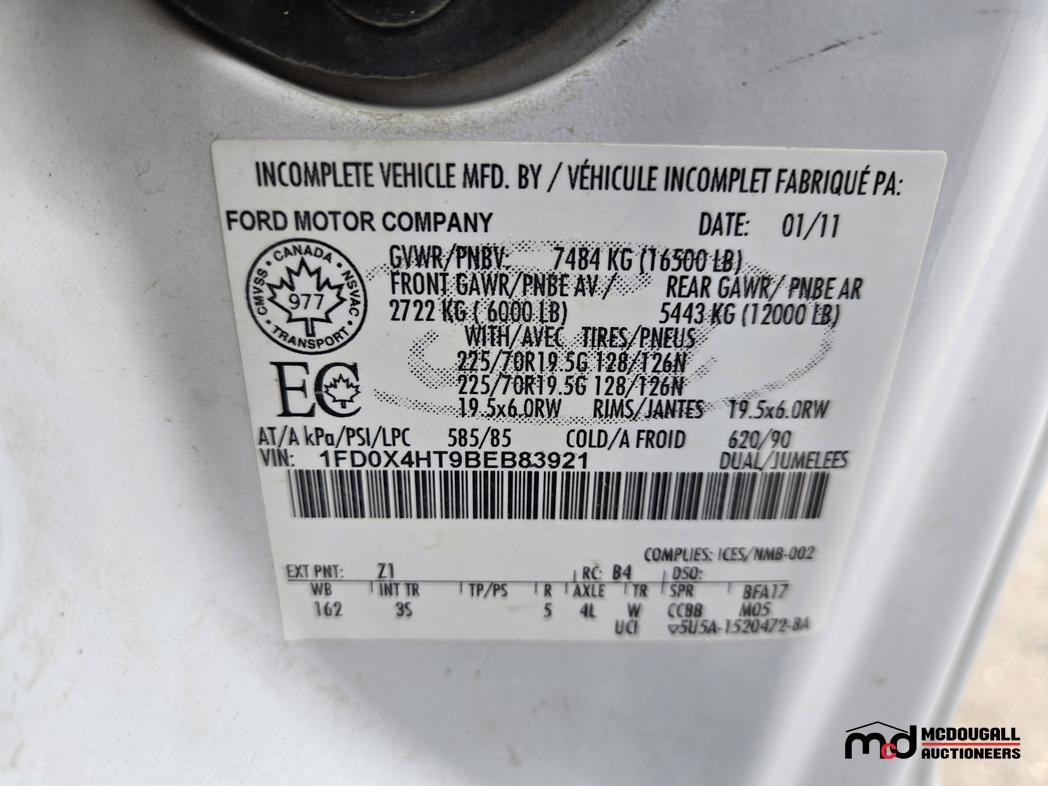 INCOMPLETE VEHICLE MFD. BY / VÉHICULE INCOMPLET FABRIQUÉ PA:
FORD MOTOR COMPANY DATE: 01/11
GVWR/PNBV: 7484 KG (16500 LB)
FRONT GAWR/PNBE AV / REAR GAWR/ PNBE AR
2722 KG ( 6000 LB) 5443 KG (12000 LB)
WITH/AVEC TIRES/PNEUS
225/70R19.5G 128/126N
225/70R19.5G 128/126N
19.5x6.0RW RIMS/JANTES 19.5x6.0RW
CMVSS • CANADA • NSVAC • TRANSPORT •
977
EC
AT/A kPa/PSI/LPC 585/85 COLD/A FROID 620/90
VIN: 1FD0X4HT9BEB83921 DUAL/JUMELEES
COMPLIES: ICES/NMB-002
EXT PNT: Z1 RC: B4 DSO:
WB INT TR TP/PS R AXLE TR SPR BFA17
162 3S 5 4L W CCBB M05
UCI ▽5U5A-1520472-BA
mcd MCDOUGALL
AUCTIONEERS